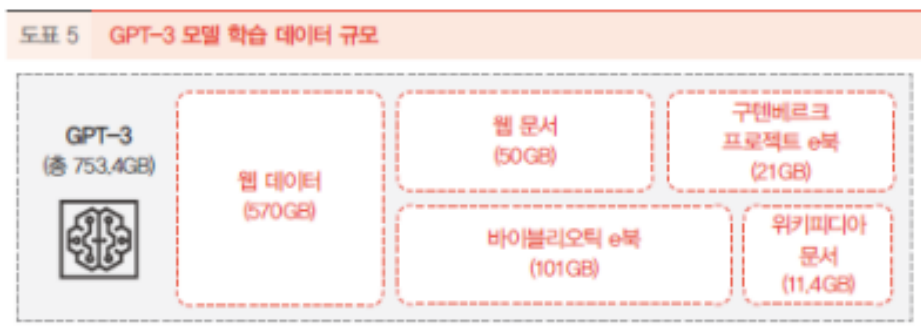 도표 5 GPT-3 모델 학습 데이터 규모
GPT-3
(총 753.4GB)
웹 데이터
(570GB)
웹 문서
(50GB)
구텐베르크
프로젝트 e북
(21GB)
바이블리오틱 e북
(101GB)
위키피디아
문서
(11.4GB)